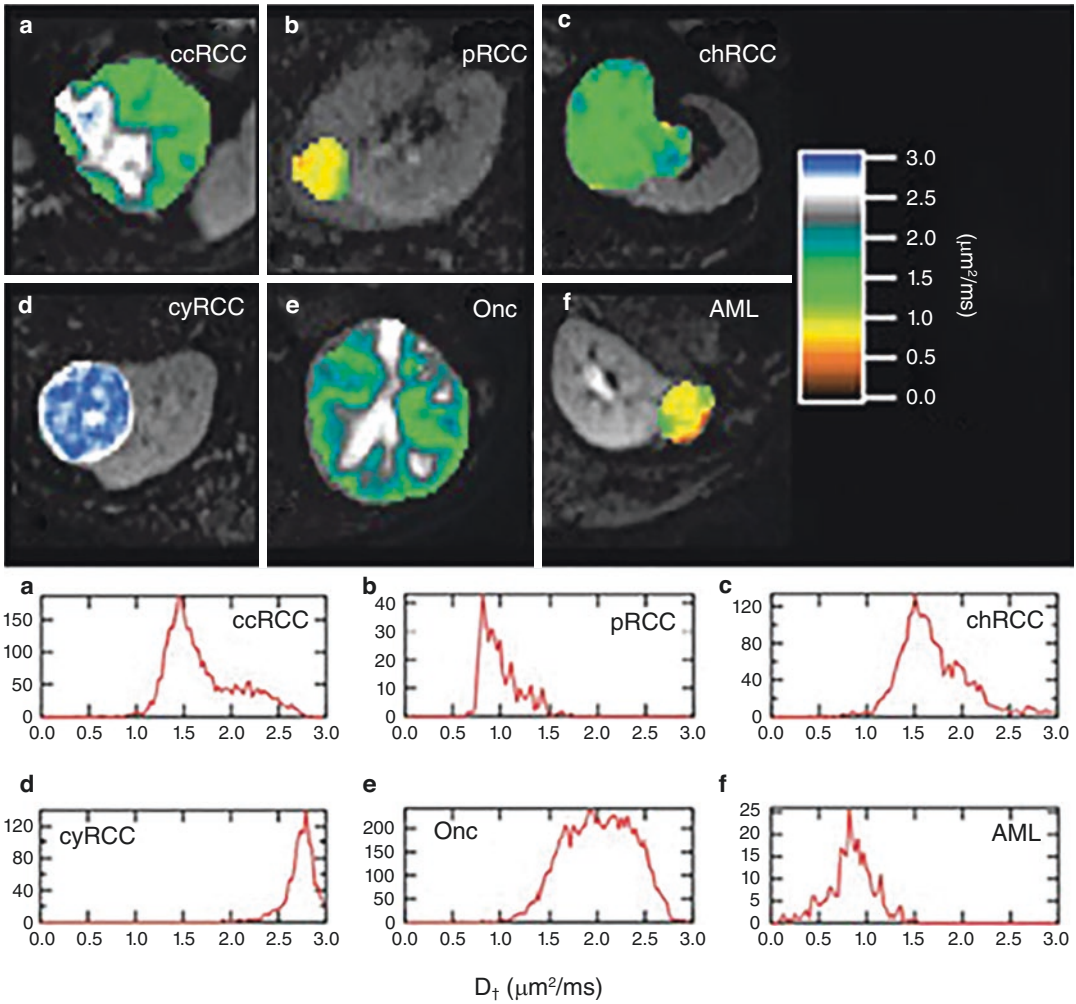 a ccRCC
b pRCC
c chRCC
3.0
2.5
2.0
1.5
1.0
0.5
0.0
(μm²/ms)
d cyRCC
e Onc
f AML
a
ccRCC
150
100
50
0
0.0 0.5 1.0 1.5 2.0 2.5 3.0
b
pRCC
40
30
20
10
0
0.0 0.5 1.0 1.5 2.0 2.5 3.0
c
chRCC
120
80
40
0
0.0 0.5 1.0 1.5 2.0 2.5 3.0
d
cyRCC
120
80
40
0
0.0 0.5 1.0 1.5 2.0 2.5 3.0
e
Onc
200
150
100
50
0
0.0 0.5 1.0 1.5 2.0 2.5 3.0
f
AML
25
20
15
10
5
0
0.0 0.5 1.0 1.5 2.0 2.5 3.0
D† (μm²/ms)